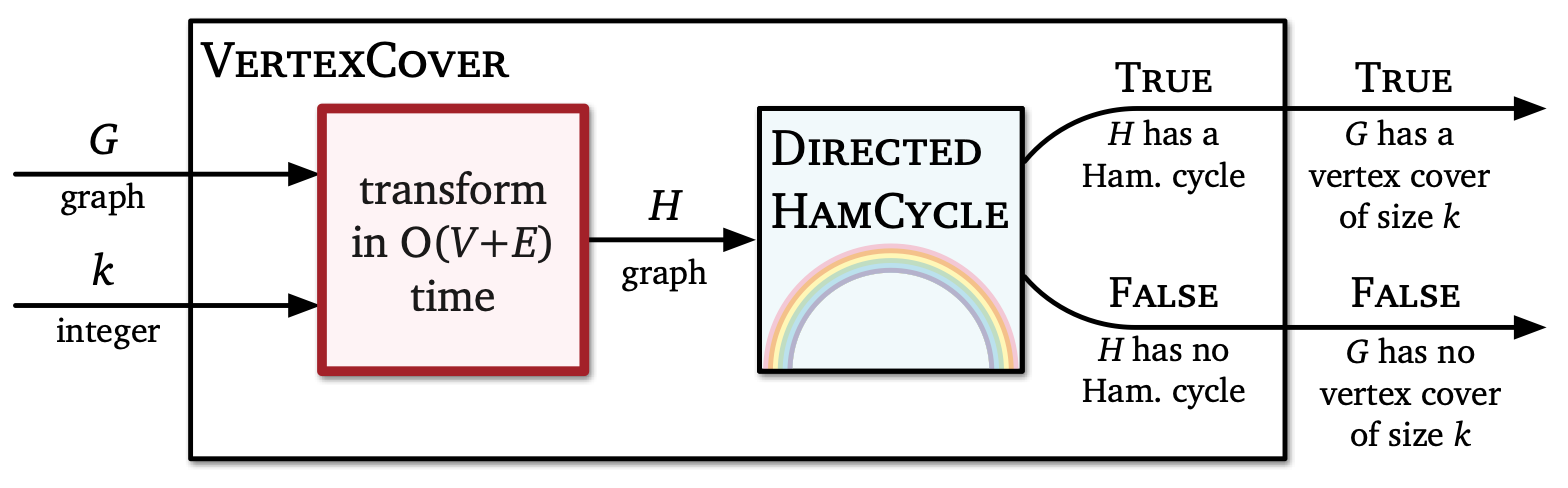 VERTEXCOVER
G
graph
k
integer
transform
in O(V+E)
time
H
graph
DIRECTED
HAMCYCLE
TRUE
H has a
Ham. cycle
FALSE
H has no
Ham. cycle
TRUE
G has a
vertex cover
of size k
FALSE
G has no
vertex cover
of size k